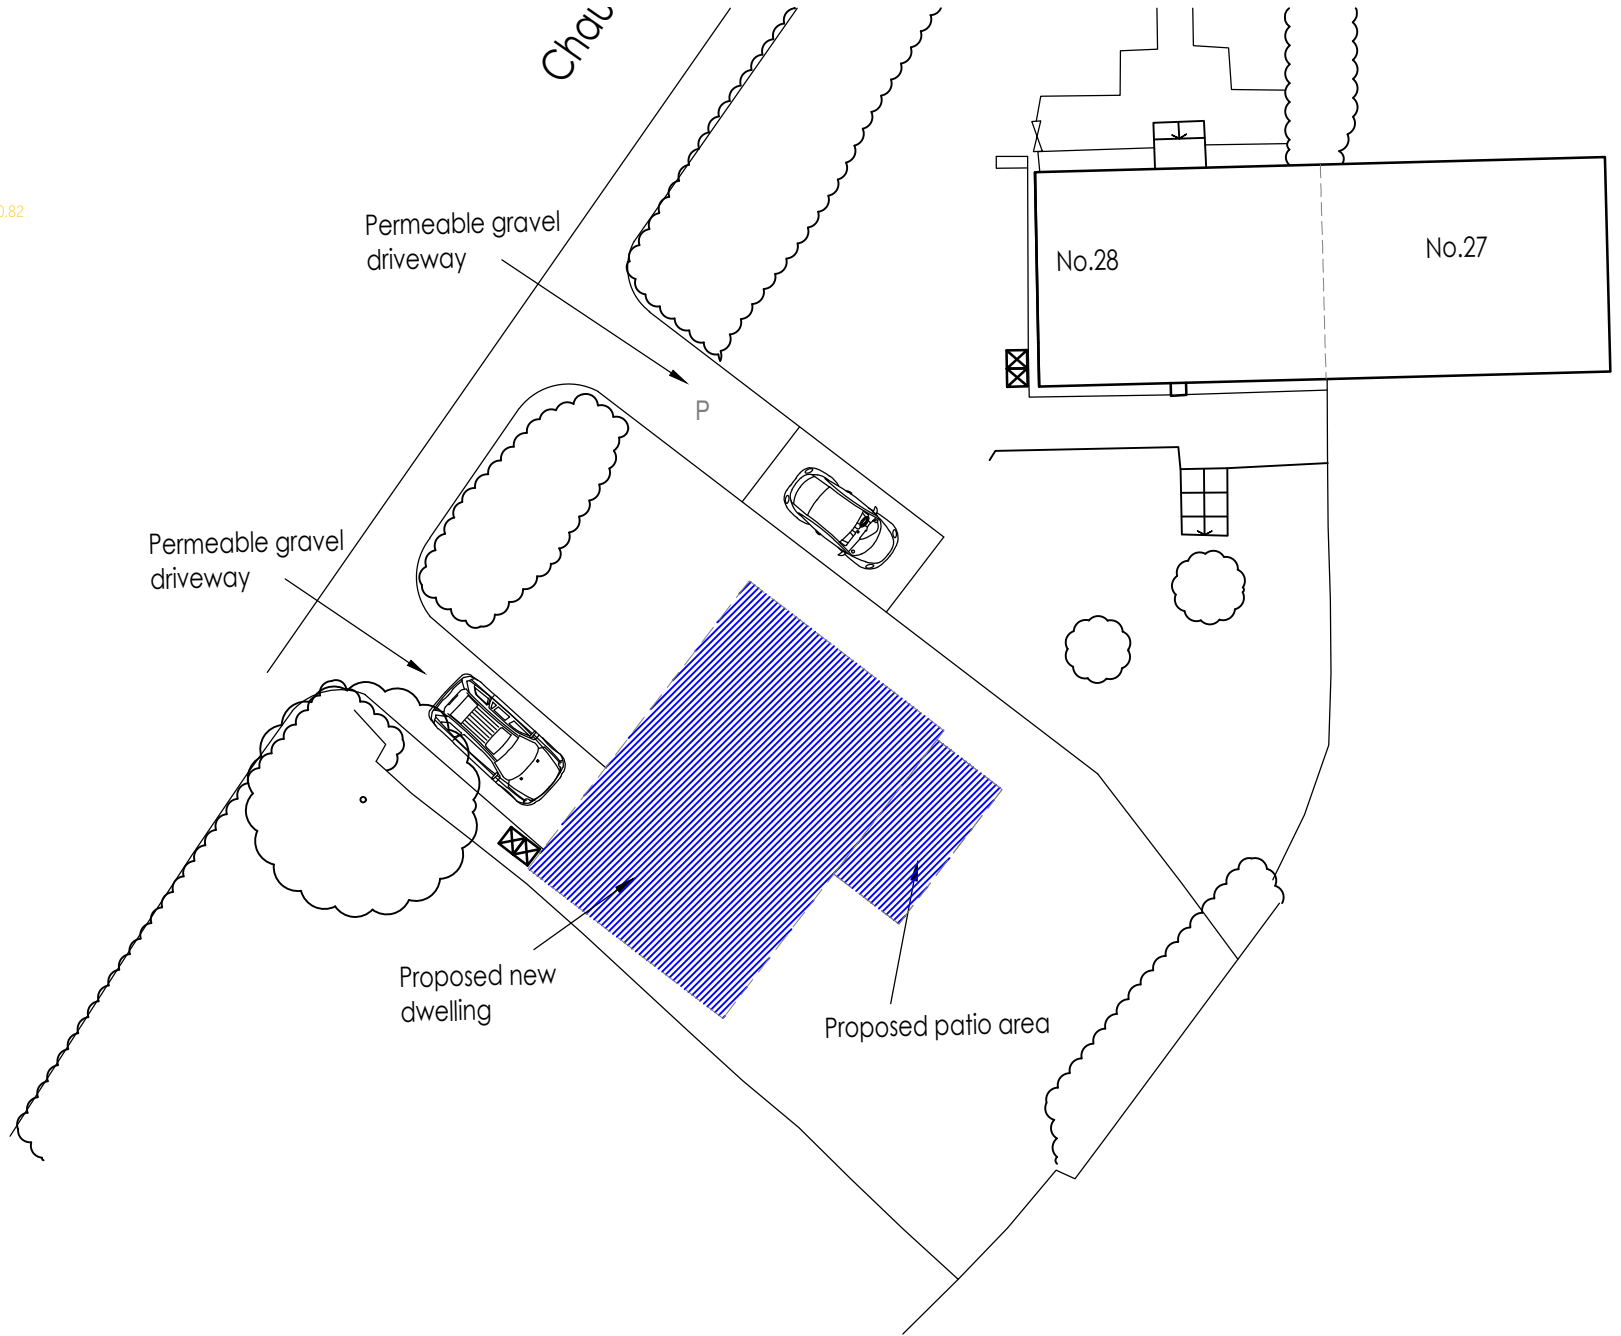 Permeable gravel
driveway
No.28
No.27
P
Permeable gravel
driveway
Proposed new
dwelling
Proposed patio area